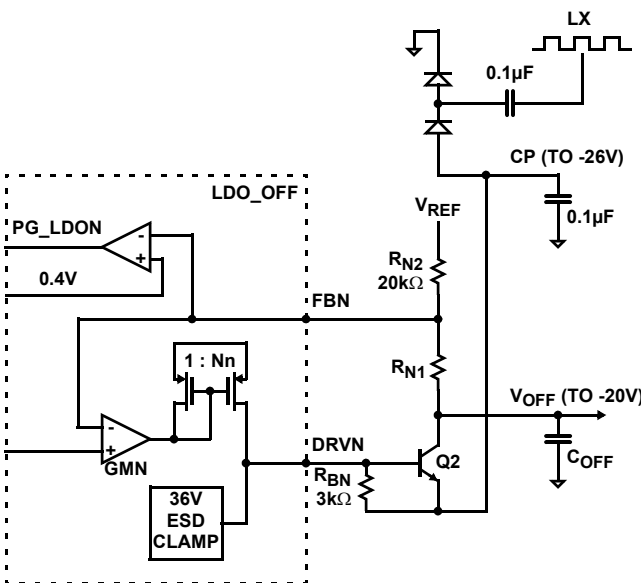 LX
0.1µF
CP (TO -26V)
0.1µF
LDO_OFF
PG_LDON
-
+
0.4V
VREF
RN2
20kΩ
FBN
RN1
1 : Nn
VOFF (TO -20V)
-
+
GMN
DRVN
Q2
COFF
RBN
3kΩ
36V
ESD
CLAMP